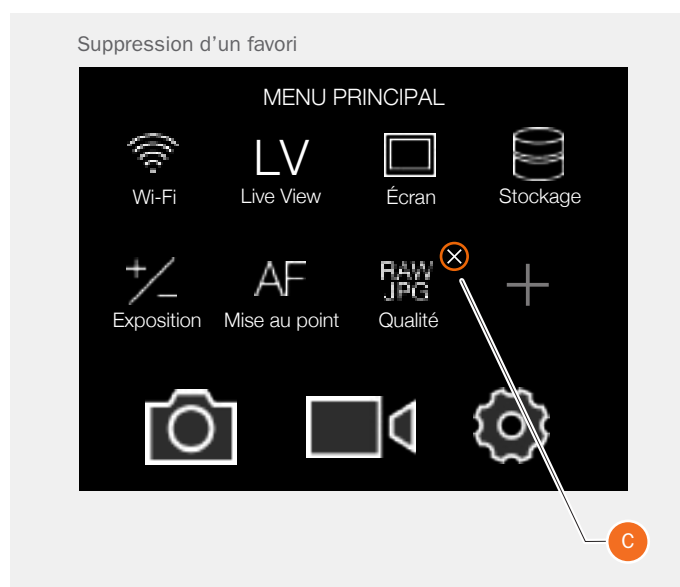 Suppression d’un favori
MENU PRINCIPAL
LV
Wi-Fi
Live View
Écran
Stockage
AF
RAW
JPG
Exposition
Mise au point
Qualité
C